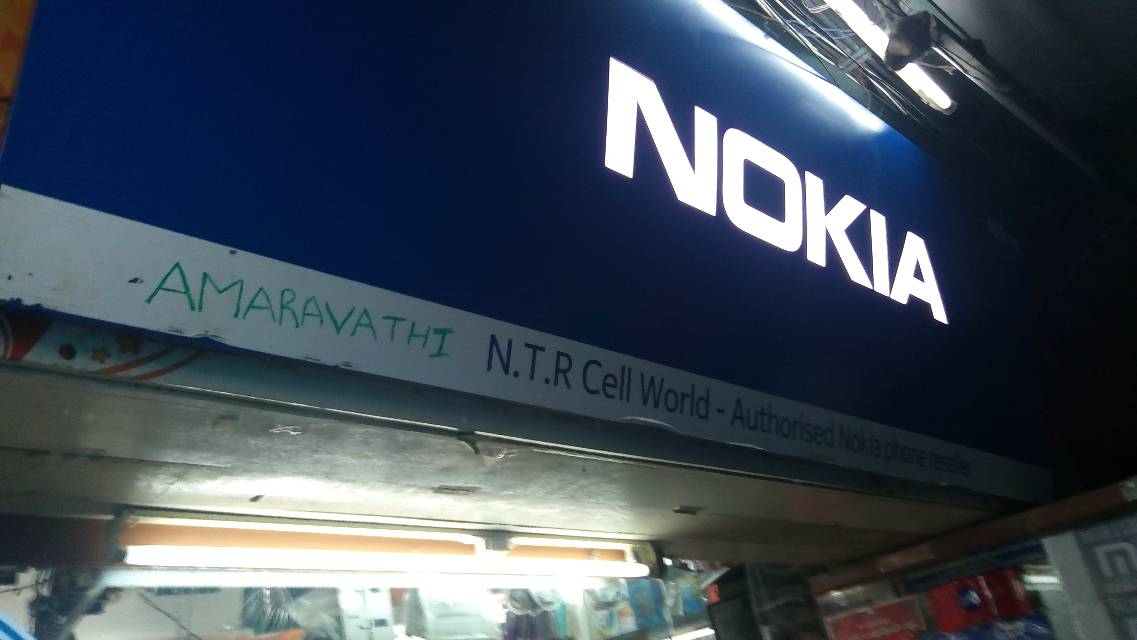 NOKIA
AMARAVATHI N.T.R Cell World - Authorised Nokia phone reseller